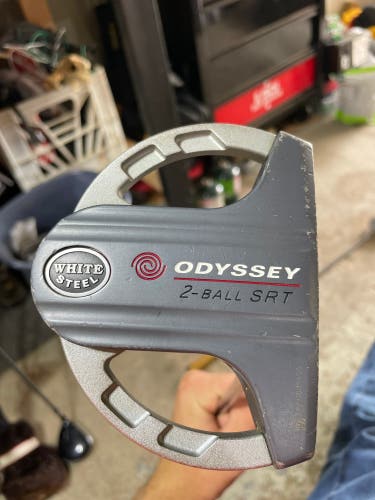 WHITE
STEEL
ODYSSEY
2-BALL SRT